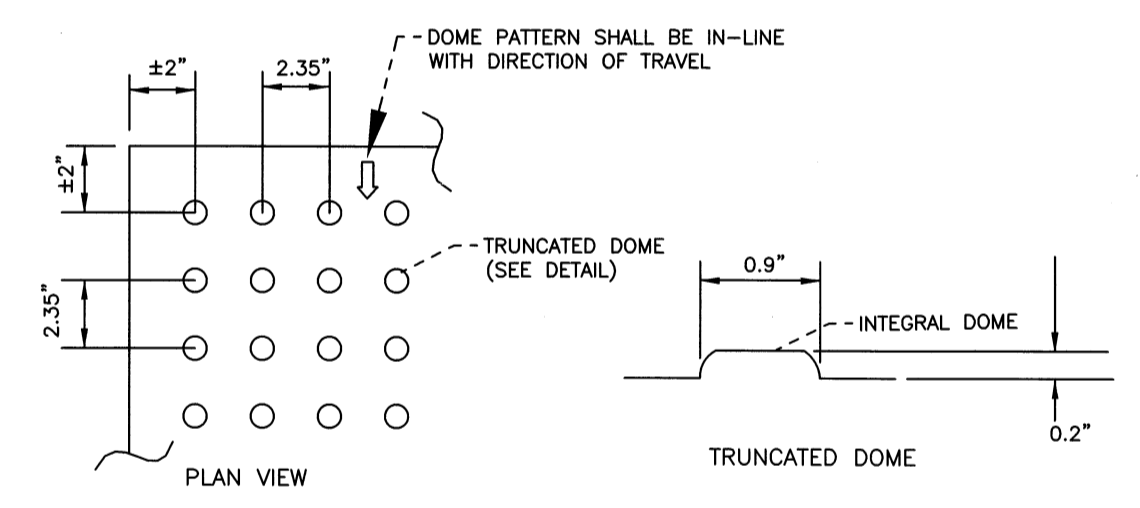 DOME PATTERN SHALL BE IN-LINE
WITH DIRECTION OF TRAVEL
±2"
2.35"
±2"
TRUNCATED DOME
(SEE DETAIL)
2.35"
0.9"
INTEGRAL DOME
0.2"
PLAN VIEW
TRUNCATED DOME